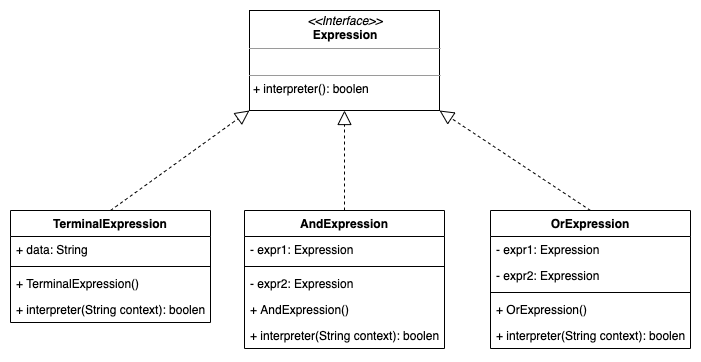 <<Interface>>
Expression
+ interpreter(): boolen
TerminalExpression
+ data: String
+ TerminalExpression()
+ interpreter(String context): boolen
AndExpression
- expr1: Expression
- expr2: Expression
+ AndExpression()
+ interpreter(String context): boolen
OrExpression
- expr1: Expression
- expr2: Expression
+ OrExpression()
+ interpreter(String context): boolen